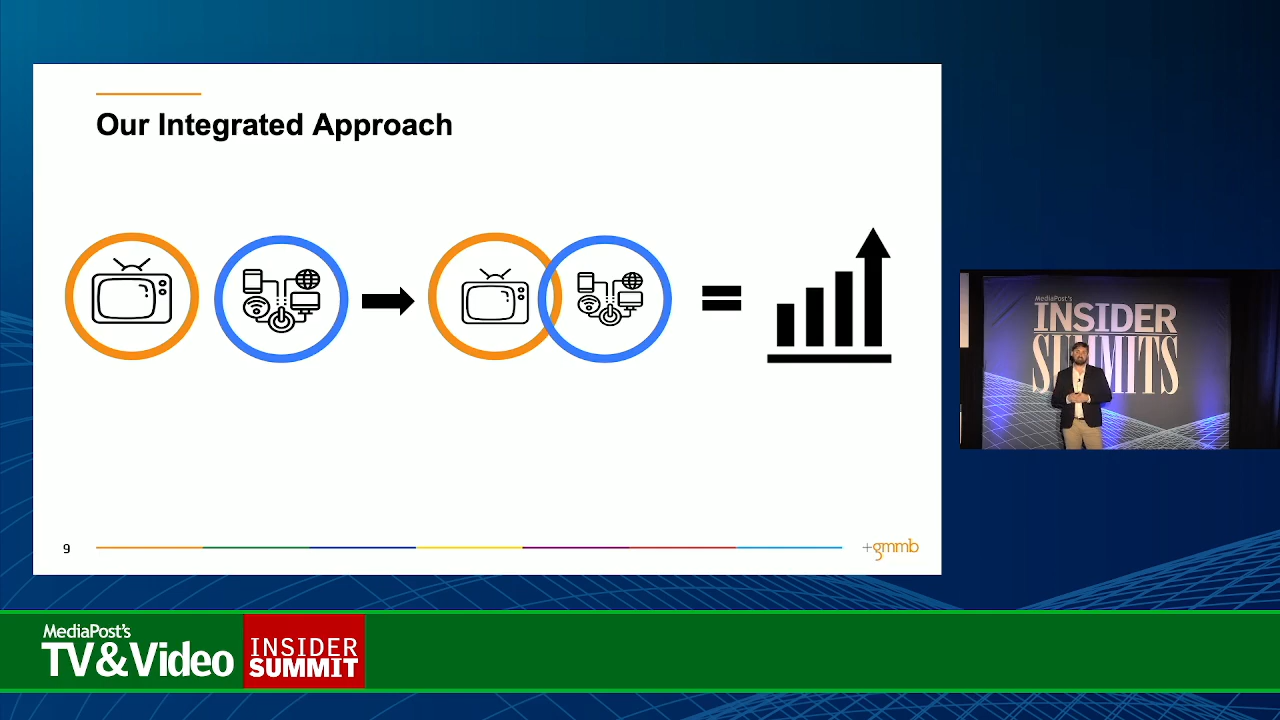 Our Integrated Approach
9
+gmmb
MediaPost's
INSIDER
SUMMITS
MediaPost's
TV&Video
INSIDER
SUMMIT